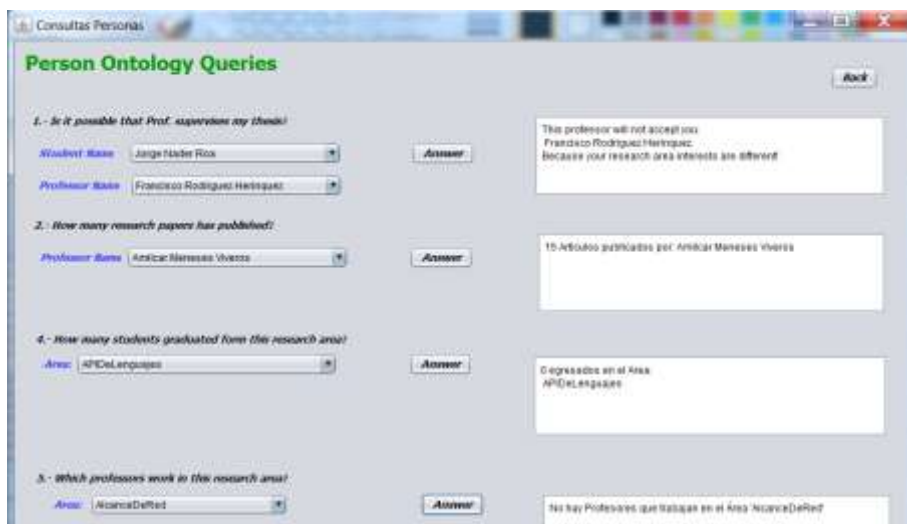 Consultas Personas
Person Ontology Queries
Back
1.- Is it possible that Prof. supervises my thesis?
Student Name Jorge Nader Roa Answer
Professor Name Francisco Rodriguez Henriquez
This professor will not accept you
Francisco Rodriguez Henriquez
Because your research area interests are different!
2.- How many research papers has published?
Professor Name Amilcar Meneses Viveros Answer
15 Articulos publicados por: Amilcar Meneses Viveros
4.- How many students graduated form this research area?
Area: APIDeLenguajes Answer
0 egresados en el Area:
APIDeLenguajes
3.- Which professors work in this research area?
Area: AlcanceDeRed Answer
No hay Profesores que trabajan en el Área 'AlcanceDeRed'